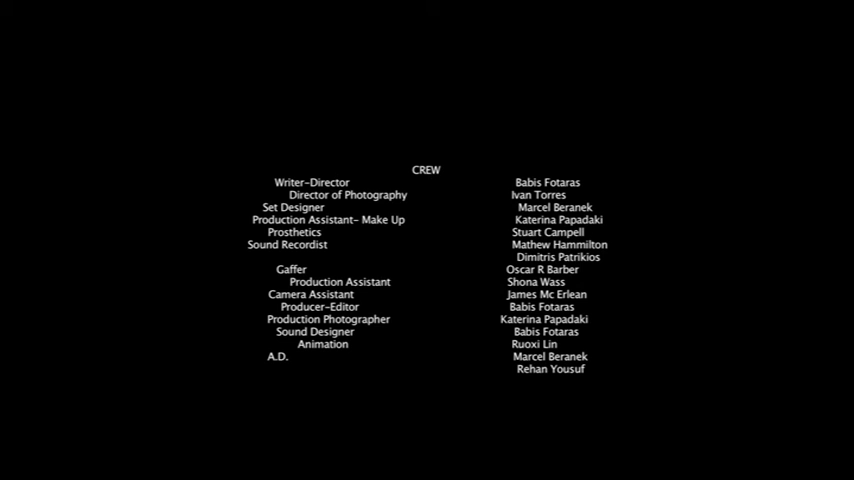 CREW
Writer-Director Babis Fotaras
Director of Photography Ivan Torres
Set Designer Marcel Beranek
Production Assistant- Make Up Katerina Papadaki
Prosthetics Stuart Campell
Sound Recordist Mathew Hammilton
Dimitris Patrikios
Gaffer Oscar R Barber
Production Assistant Shona Wass
Camera Assistant James Mc Erlean
Producer-Editor Babis Fotaras
Production Photographer Katerina Papadaki
Sound Designer Babis Fotaras
Animation Ruoxi Lin
A.D. Marcel Beranek
Rehan Yousuf